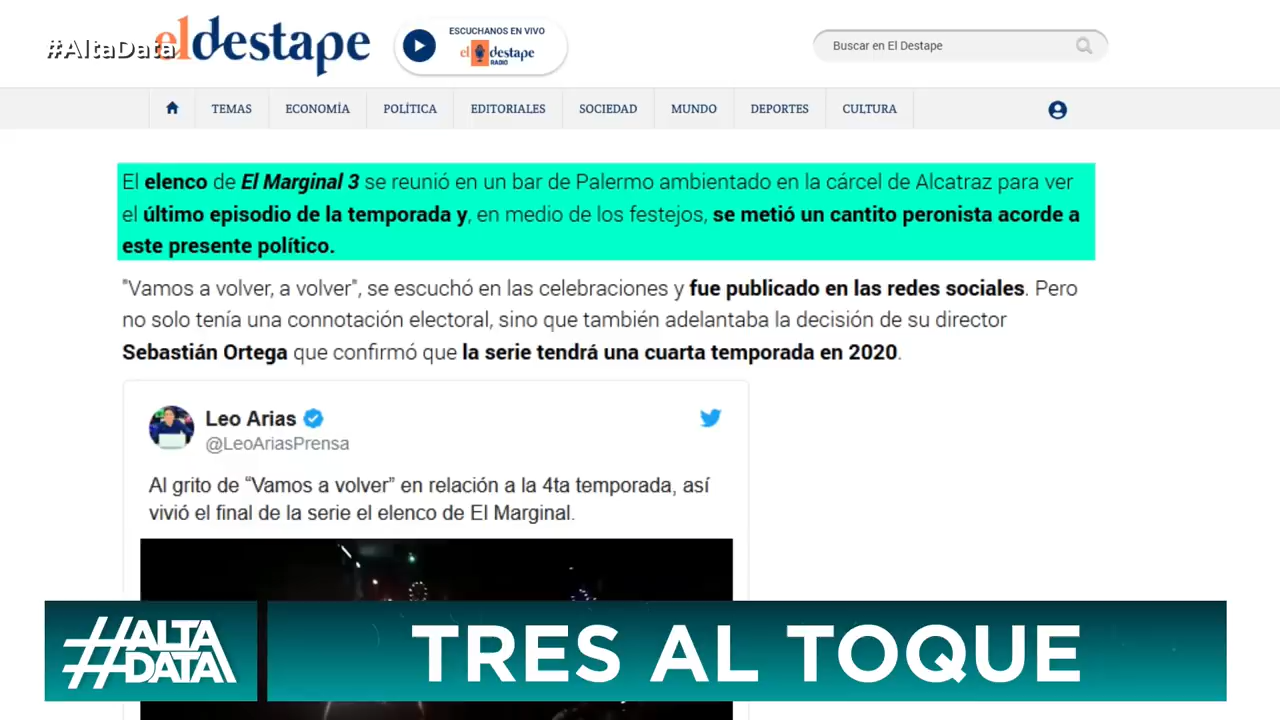 #AltaData
el destape
ESCUCHANOS EN VIVO
el destape
RADIO
Buscar en El Destape
TEMAS ECONOMÍA POLÍTICA EDITORIALES SOCIEDAD MUNDO DEPORTES CULTURA
El elenco de El Marginal 3 se reunió en un bar de Palermo ambientado en la cárcel de Alcatraz para ver
el último episodio de la temporada y, en medio de los festejos, se metió un cantito peronista acorde a
este presente político.
"Vamos a volver, a volver", se escuchó en las celebraciones y fue publicado en las redes sociales. Pero
no solo tenía una connotación electoral, sino que también adelantaba la decisión de su director
Sebastián Ortega que confirmó que la serie tendrá una cuarta temporada en 2020.
Leo Arias
@LeoAriasPrensa
Al grito de “Vamos a volver” en relación a la 4ta temporada, así
vivió el final de la serie el elenco de El Marginal.
#ALTA
DATA
TRES AL TOQUE